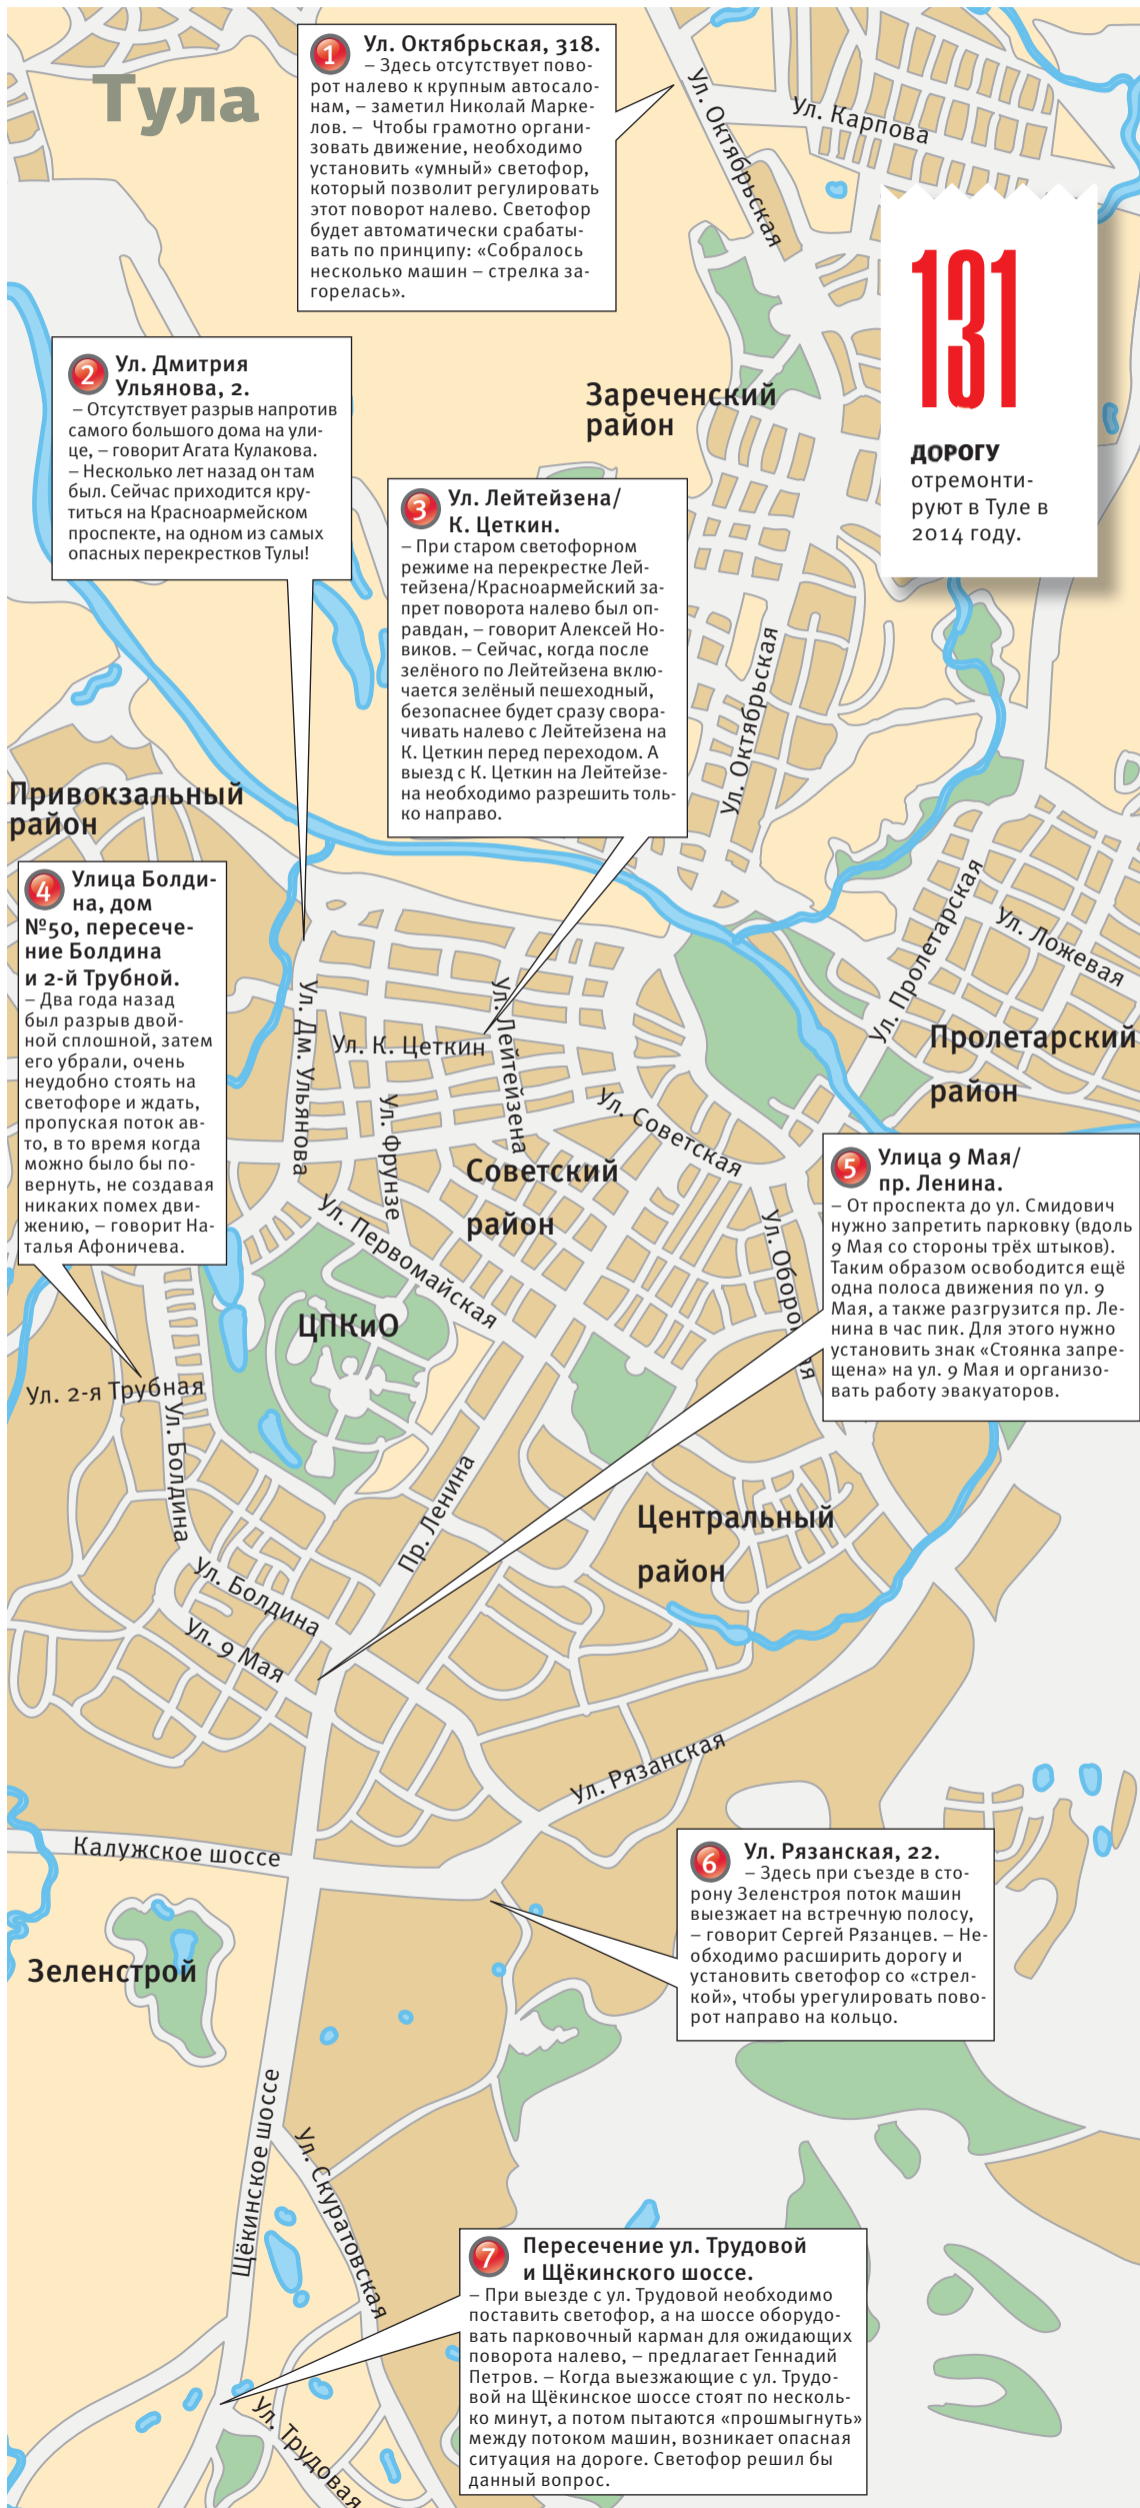 Тула
1 Ул. Октябрьская, 318.
– Здесь отсутствует пово-
рот налево к крупным автосало-
нам, – заметил Николай Марке-
лов. – Чтобы грамотно органи-
зовать движение, необходимо
установить «умный» светофор,
который позволит регулировать
этот поворот налево. Светофор
будет автоматически срабаты-
вать по принципу: «Собралось
несколько машин – стрелка за-
горелась».
Ул. Октябрьская
Ул. Карпова
131
ДОРОГУ
отремонти-
руют в Туле в
2014 году.
2 Ул. Дмитрия
Ульянова, 2.
– Отсутствует разрыв напротив
самого большого дома на ули-
це, – говорит Агата Кулакова.
– Несколько лет назад он там
был. Сейчас приходится кру-
титься на Красноармейском
проспекте, на одном из самых
опасных перекрестков Тулы!
Зареченский
район
3 Ул. Лейтейзена/
К. Цеткин.
– При старом светофорном
режиме на перекрестке Лей-
тейзена/Красноармейский за-
прет поворота налево был оп-
равдан, – говорит Алексей Но-
виков. – Сейчас, когда после
зелёного по Лейтейзена вклю-
чается зелёный пешеходный,
безопаснее будет сразу свора-
чивать налево с Лейтейзена на
К. Цеткин перед переходом. А
выезд с К. Цеткин на Лейтейзе-
на необходимо разрешить толь-
ко направо.
Ул. Октябрьская
Привокзальный
район
4 Улица Болди-
на, дом
№50, пересече-
ние Болдина
и 2-й Трубной.
– Два года назад
был разрыв двой-
ной сплошной, затем
его убрали, очень
неудобно стоять на
светофоре и ждать,
пропуская поток ав-
то, в то время когда
можно было бы по-
вернуть, не создавая
никаких помех дви-
жению, – говорит На-
талья Афоничева.
Ул. Пролетарская
Ул. Ложевая
Пролетарский
район
Ул. Дм. Ульянова
Ул. К. Цеткин
Ул. Лейтейзена
Ул. Фрунзе
Ул. Советская
Советский
район
Ул. Первомайская
5 Улица 9 Мая/
пр. Ленина.
– От проспекта до ул. Смидович
нужно запретить парковку (вдоль
9 Мая со стороны трёх штыков).
Таким образом освободится ещё
одна полоса движения по ул. 9
Мая, а также разгрузится пр. Ле-
нина в час пик. Для этого нужно
установить знак «Стоянка запре-
щена» на ул. 9 Мая и организо-
вать работу эвакуаторов.
Ул. Оборо ая
ЦПКиО
Ул. 2-я Трубная
Ул. Болдина
Пр. Ленина
Центральный
район
Ул. Болдина
Ул. 9 Мая
Ул. Рязанская
Калужское шоссе
6 Ул. Рязанская, 22.
– Здесь при съезде в сто-
рону Зеленстроя поток машин
выезжает на встречную полосу,
– говорит Сергей Рязанцев. – Не-
обходимо расширить дорогу и
установить светофор со «стрел-
кой», чтобы урегулировать пово-
рот направо на кольцо.
Зеленстрой
Щёкинское шоссе
Ул. Скуратовская
7 Пересечение ул. Трудовой
и Щёкинского шоссе.
– При выезде с ул. Трудовой необходимо
поставить светофор, а на шоссе оборудо-
вать парковочный карман для ожидающих
поворота налево, – предлагает Геннадий
Петров. – Когда выезжающие с ул. Трудо-
вой на Щёкинское шоссе стоят по несколь-
ко минут, а потом пытаются «прошмыгнуть»
между потоком машин, возникает опасная
ситуация на дороге. Светофор решил бы
данный вопрос.
Ул. Трудовая